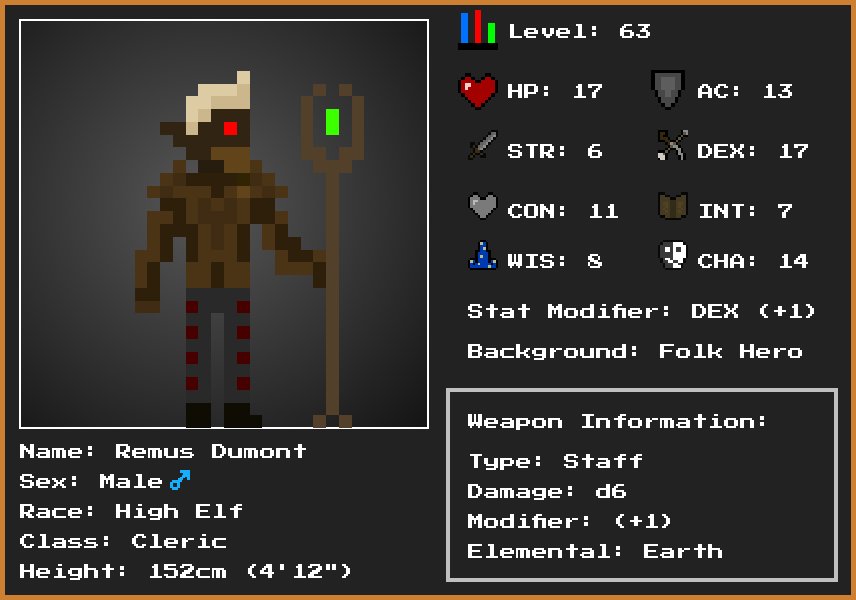 Level: 63
HP: 17 AC: 13
STR: 6 DEX: 17
CON: 11 INT: 7
WIS: 8 CHA: 14
Stat Modifier: DEX (+1)
Background: Folk Hero
Weapon Information:
Type: Staff
Damage: d6
Modifier: (+1)
Elemental: Earth
Name: Remus Dumont
Sex: Male ♂
Race: High Elf
Class: Cleric
Height: 152cm (4'12")